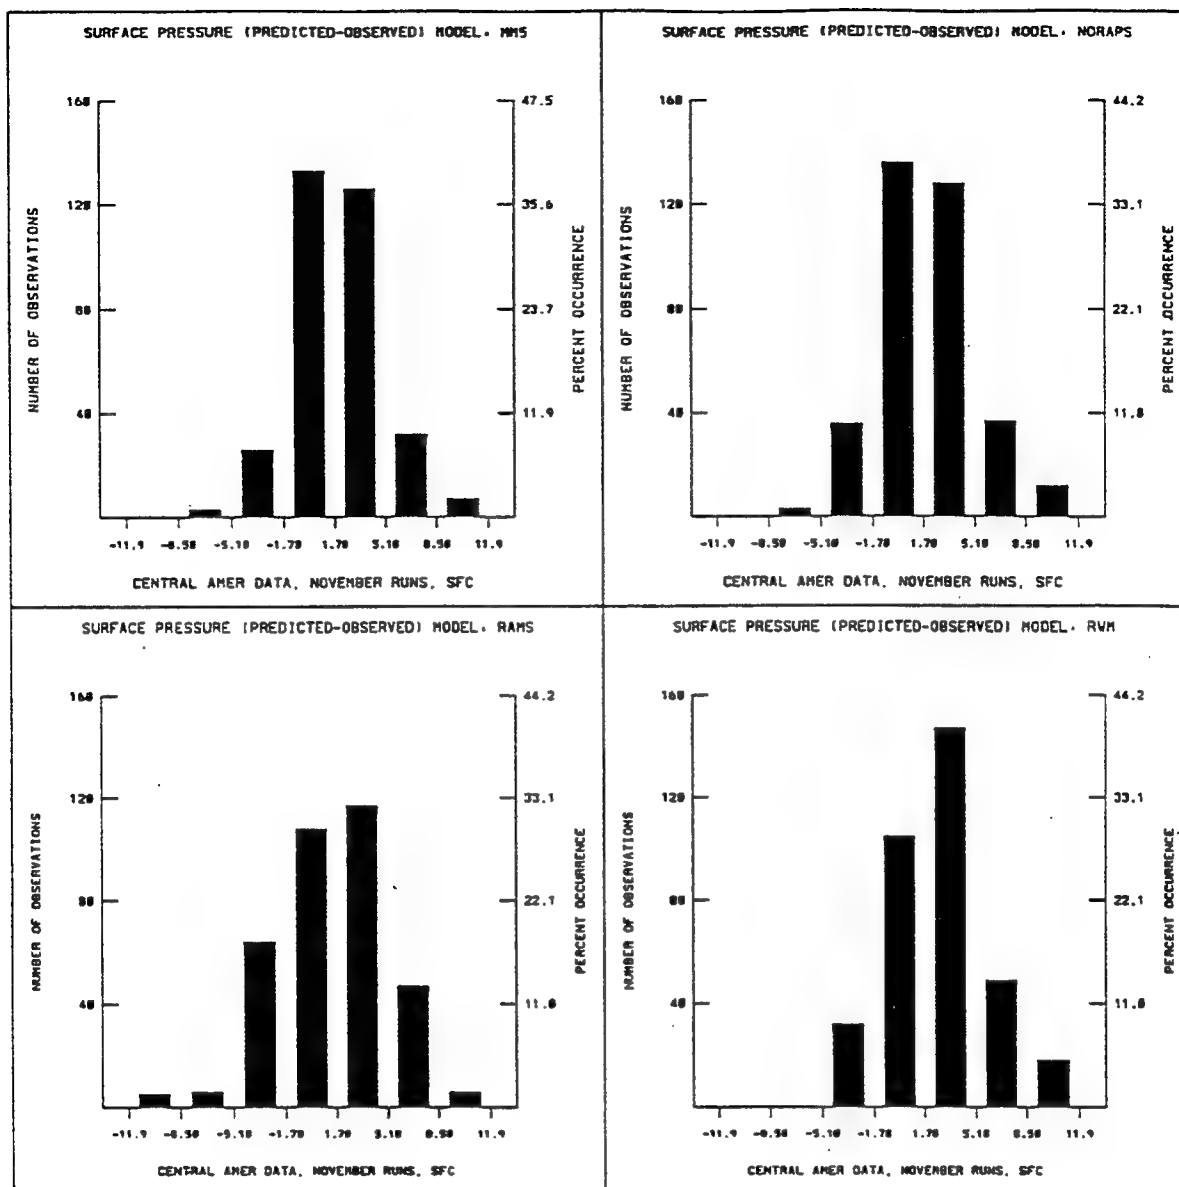 SURFACE PRESSURE (PREDICTED-OBSERVED) MODEL. MM5
160
120
80
40
NUMBER OF OBSERVATIONS
47.5
35.6
23.7
11.9
PERCENT OCCURRENCE
-11.9 -8.50 -5.10 -1.70 1.70 5.10 8.50 11.9
CENTRAL AMER DATA, NOVEMBER RUNS, SFC
SURFACE PRESSURE (PREDICTED-OBSERVED) MODEL. NORAPS
160
120
80
40
NUMBER OF OBSERVATIONS
44.2
33.1
22.1
11.0
PERCENT OCCURRENCE
-11.9 -8.50 -5.10 -1.70 1.70 5.10 8.50 11.9
CENTRAL AMER DATA, NOVEMBER RUNS, SFC
SURFACE PRESSURE (PREDICTED-OBSERVED) MODEL. RAMS
160
120
80
40
NUMBER OF OBSERVATIONS
44.2
33.1
22.1
11.0
PERCENT OCCURRENCE
-11.9 -8.50 -5.10 -1.70 1.70 5.10 8.50 11.9
CENTRAL AMER DATA, NOVEMBER RUNS, SFC
SURFACE PRESSURE (PREDICTED-OBSERVED) MODEL. RWM
160
120
80
40
NUMBER OF OBSERVATIONS
44.2
33.1
22.1
11.0
PERCENT OCCURRENCE
-11.9 -8.50 -5.10 -1.70 1.70 5.10 8.50 11.9
CENTRAL AMER DATA, NOVEMBER RUNS, SFC